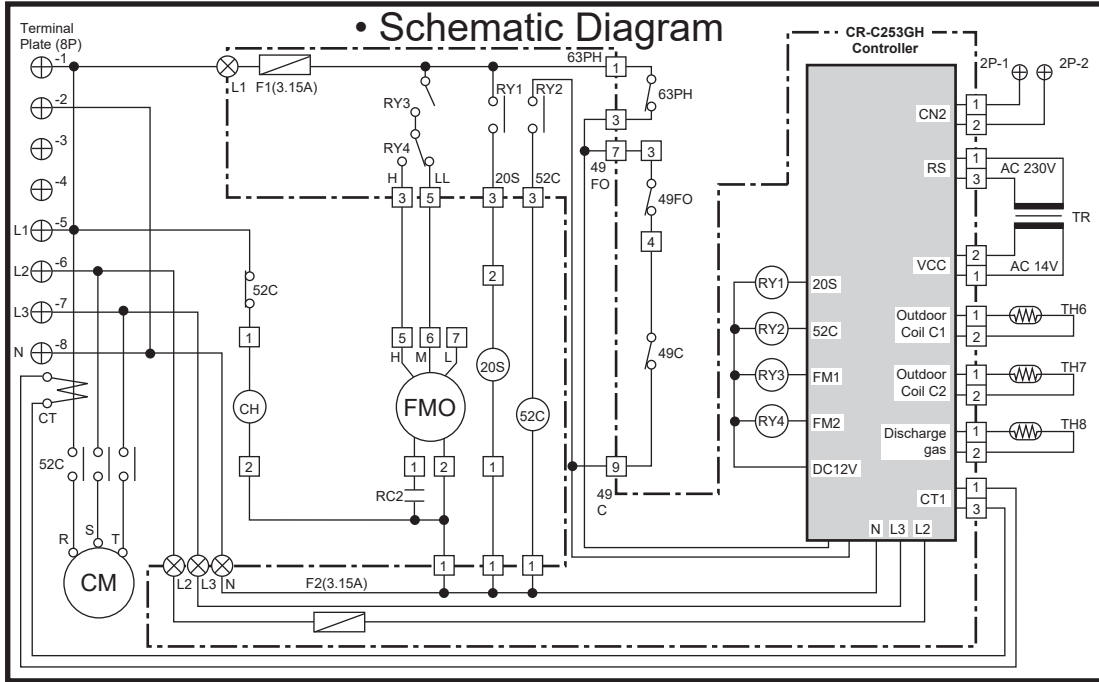 • Schematic Diagram
Terminal
Plate (8P)
-1
-2
-3
-4
L1 -5
L2 -6
L3 -7
N -8
CT
52C
R S T
CM
L1 F1(3.15A)
RY3
RY4
H LL
RY1 RY2
20S 52C
3 5 3 3
63PH
1
63PH
3
7 3
49
FO
49FO
4
49C
9
49
C
52C
1
CH
2
5 6 7
H M L
FMO
1 2
RC2
2
20S
1
52C
1 1 1
L2 L3 N
F2(3.15A)
CR-C253GH
Controller
2P-1 2P-2
CN2
1
2
RS
1
3
AC 230V
TR
VCC
2
1
AC 14V
Outdoor
Coil C1
1
2
TH6
Outdoor
Coil C2
1
2
TH7
Discharge
gas
1
2
TH8
CT1
1
3
RY1 20S
RY2 52C
RY3 FM1
RY4 FM2
DC12V
N L3 L2